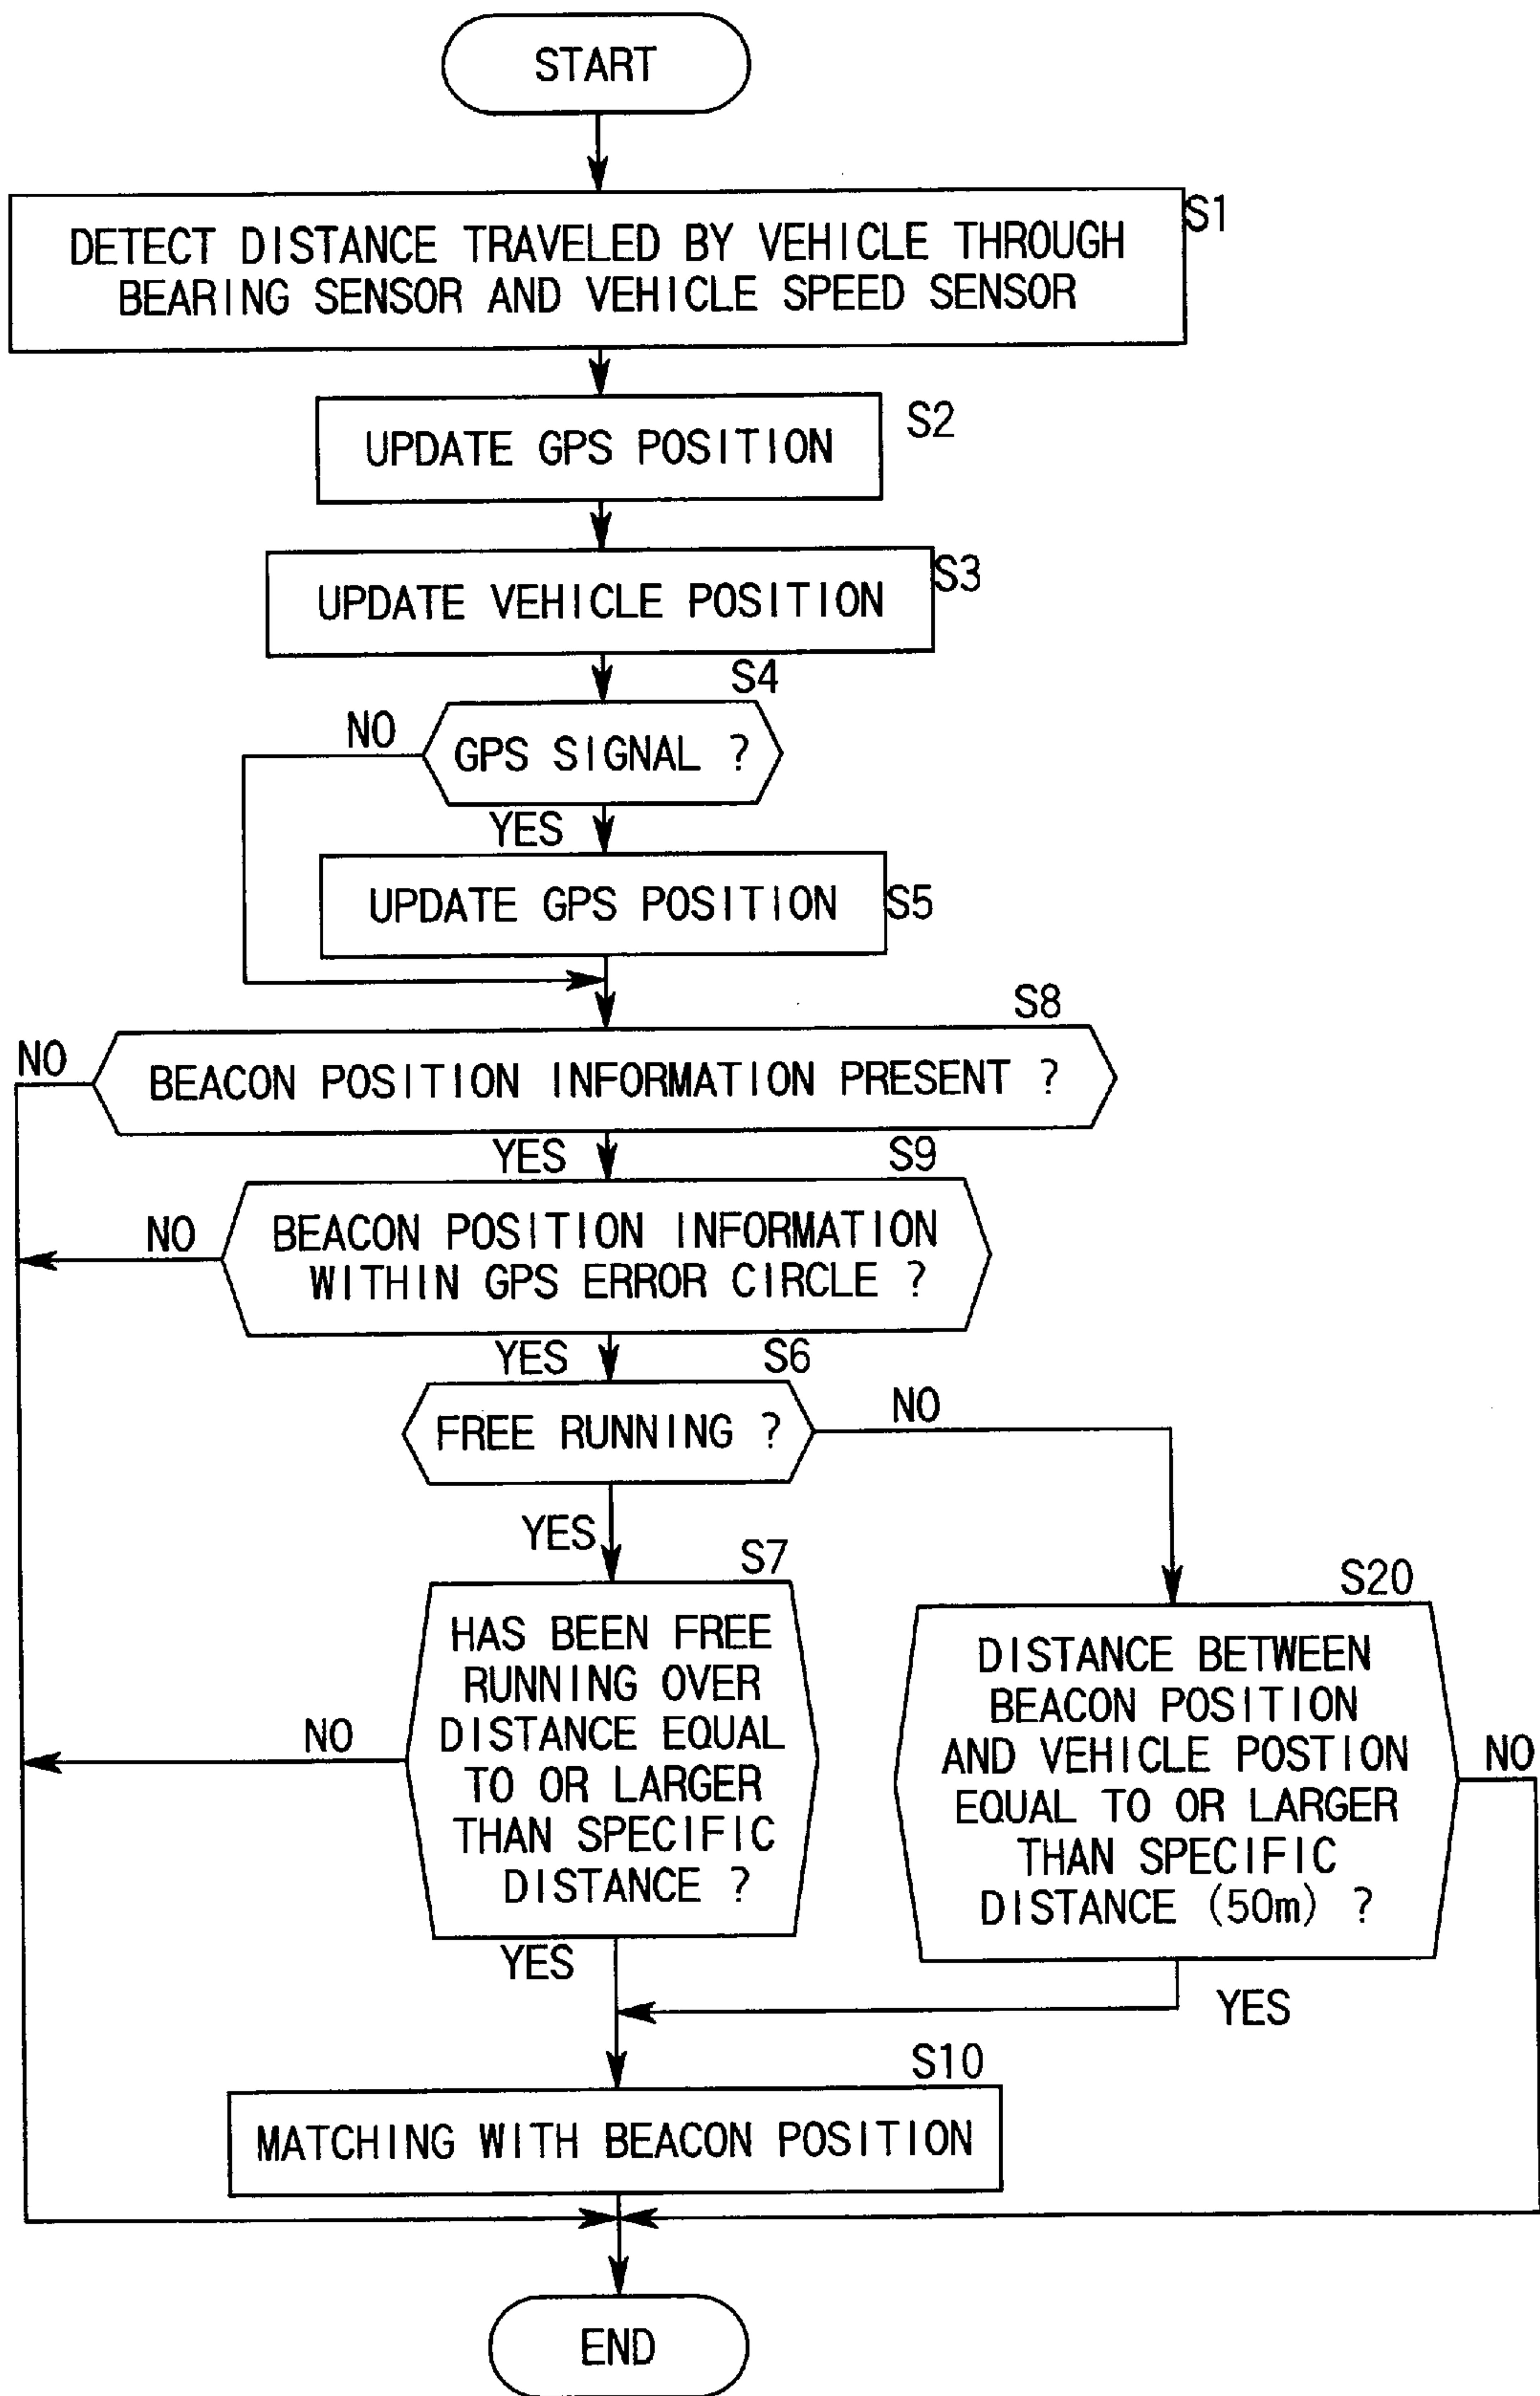 START
S1
DETECT DISTANCE TRAVELED BY VEHICLE THROUGH
BEARING SENSOR AND VEHICLE SPEED SENSOR
S2
UPDATE GPS POSITION
S3
UPDATE VEHICLE POSITION
S4
NO
GPS SIGNAL ?
YES
UPDATE GPS POSITION
S5
S8
NO
BEACON POSITION INFORMATION PRESENT ?
YES
S9
NO
BEACON POSITION INFORMATION
WITHIN GPS ERROR CIRCLE ?
YES
S6
NO
FREE RUNNING ?
YES
S7
HAS BEEN FREE
RUNNING OVER
DISTANCE EQUAL
TO OR LARGER
THAN SPECIFIC
DISTANCE ?
NO
YES
S20
DISTANCE BETWEEN
BEACON POSITION
AND VEHICLE POSTION
EQUAL TO OR LARGER
THAN SPECIFIC
DISTANCE (50m) ?
NO
YES
S10
MATCHING WITH BEACON POSITION
END